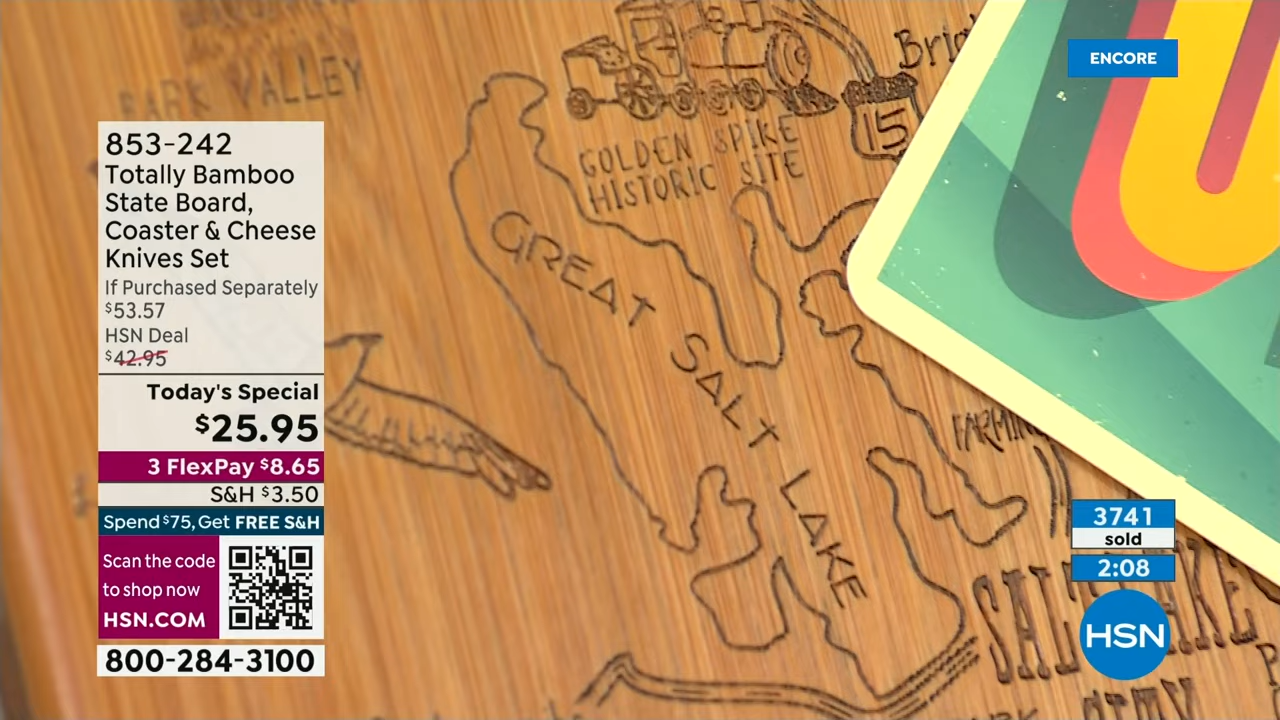 ENCORE
853-242
Totally Bamboo
State Board,
Coaster & Cheese
Knives Set
If Purchased Separately
$53.57
HSN Deal
$42.95
Today's Special
$25.95
3 FlexPay $8.65
S&H $3.50
Spend $75, Get FREE S&H
Scan the code
to shop now
HSN.COM
800-284-3100
PARK VALLEY
GOLDEN SPIKE
HISTORIC SITE
15
GREAT SALT LAKE
SALT LAKE
CITY
3741
sold
2:08
HSN